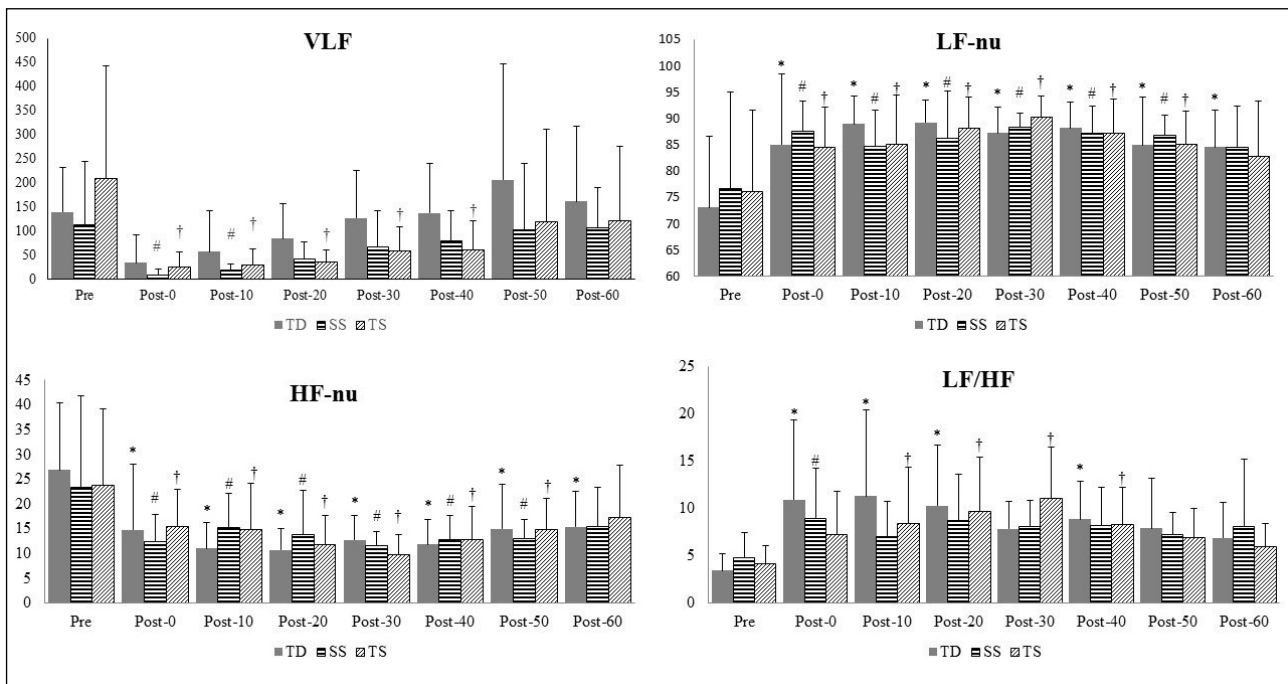 VLF
500
450
400
350
300
250
200
150
100
50
0
# † # † † † †
Pre Post-0 Post-10 Post-20 Post-30 Post-40 Post-50 Post-60
TD SS TS
LF-nu
105
100
95
90
85
80
75
70
65
60
* # † * # † * # † * # † * # † * # † *
Pre Post-0 Post-10 Post-20 Post-30 Post-40 Post-50 Post-60
TD SS TS
HF-nu
45
40
35
30
25
20
15
10
5
0
* # † * # † * # † * # † * # † * # † *
Pre Post-0 Post-10 Post-20 Post-30 Post-40 Post-50 Post-60
TD SS TS
LF/HF
25
20
15
10
5
0
* # * † * † † * †
Pre Post-0 Post-10 Post-20 Post-30 Post-40 Post-50 Post-60
TD SS TS